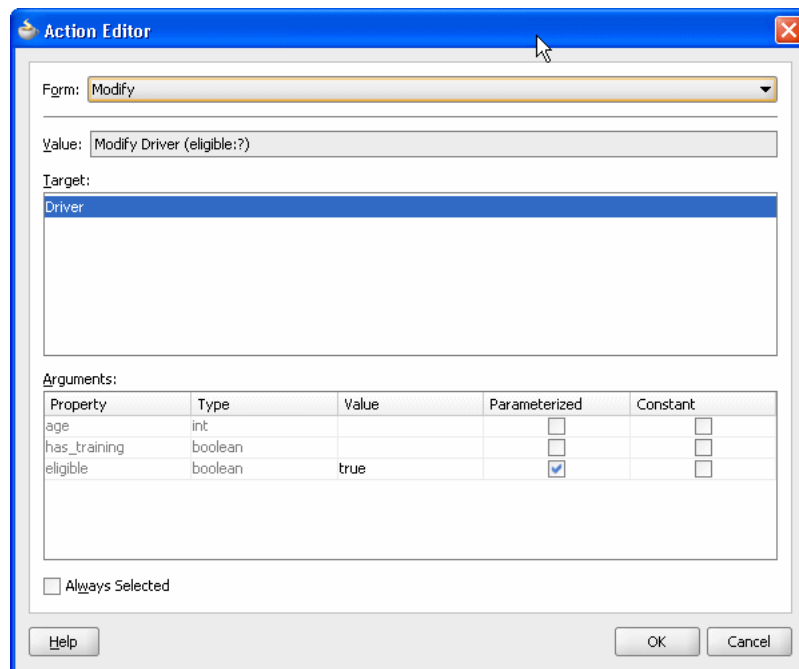 Action Editor
Form: Modify
Value: Modify Driver (eligible:?)
Target:
Driver
Arguments:
Property Type Value Parameterized Constant
age int
has_training boolean
eligible boolean true
Always Selected
Help OK Cancel